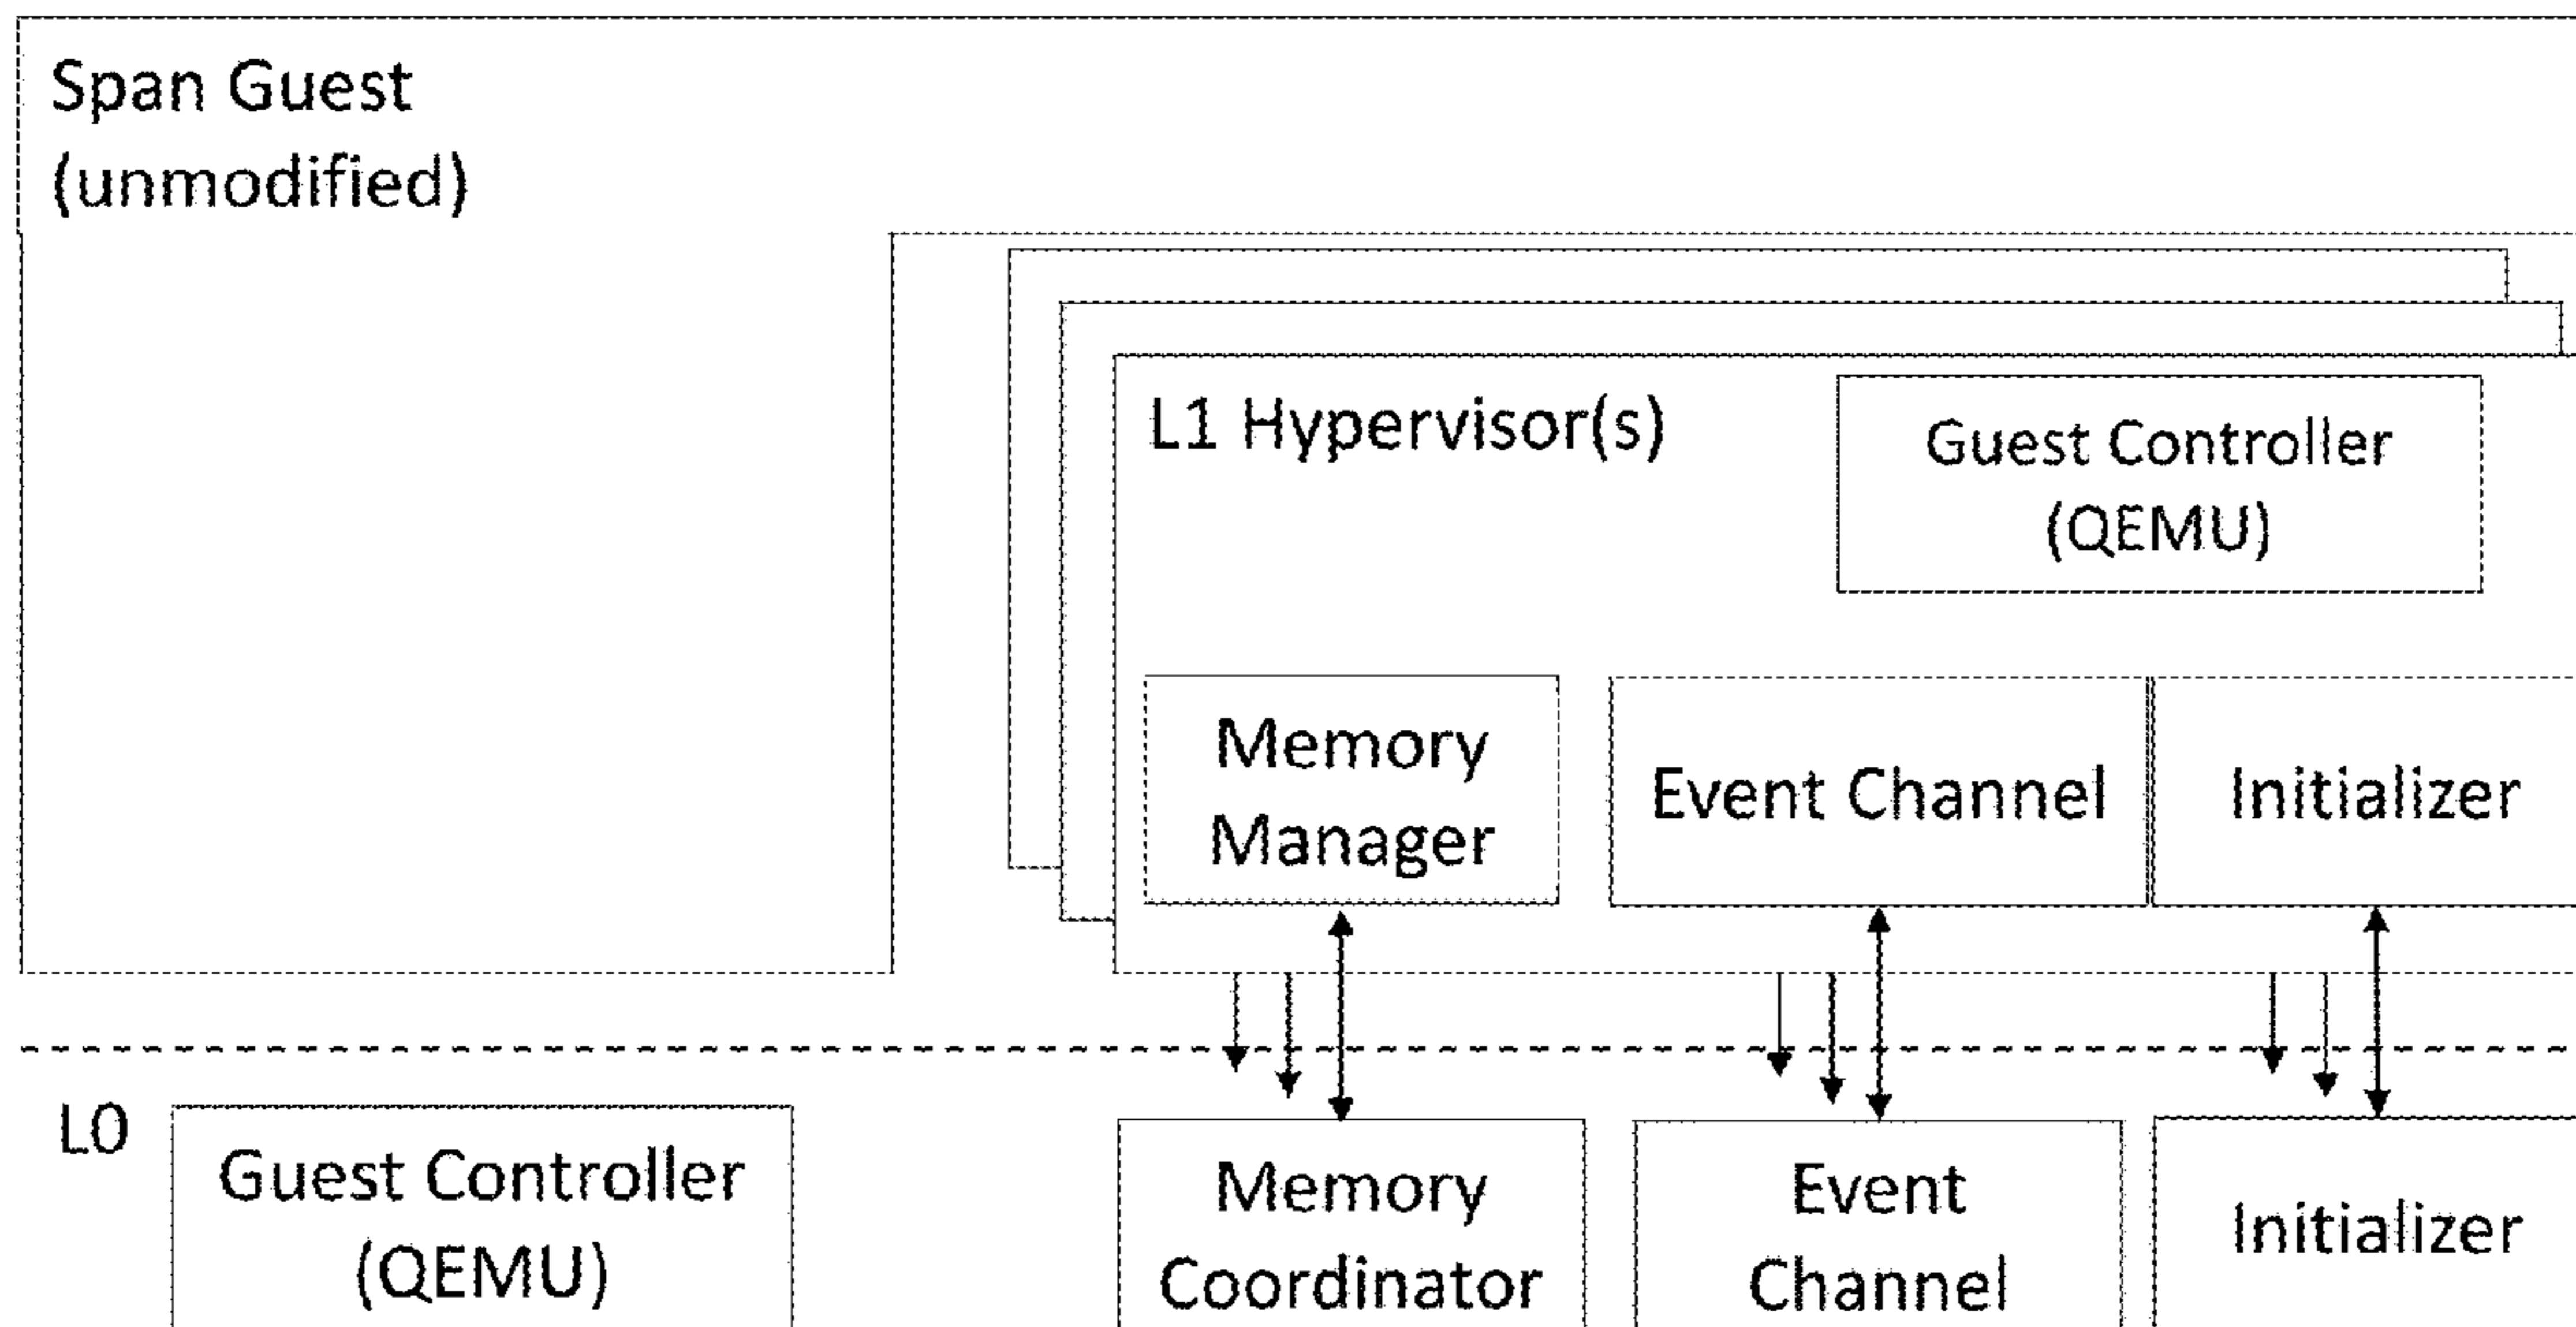 Span Guest
(unmodified)
L1 Hypervisor(s)
Guest Controller
(QEMU)
Memory
Manager
Event Channel
Initializer
L0
Guest Controller
(QEMU)
Memory
Coordinator
Event
Channel
Initializer